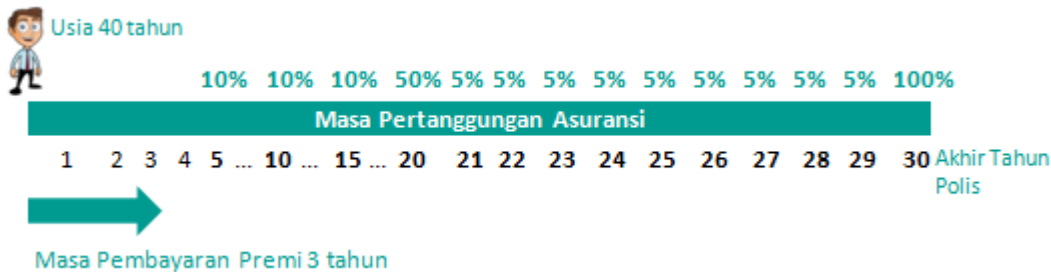 Usia 40 tahun
10% 10% 10% 50% 5% 5% 5% 5% 5% 5% 5% 5% 5% 100%
Masa Pertanggungan Asuransi
1 2 3 4 5 ... 10 ... 15 ... 20 21 22 23 24 25 26 27 28 29 30 Akhir Tahun
Polis
Masa Pembayaran Premi 3 tahun